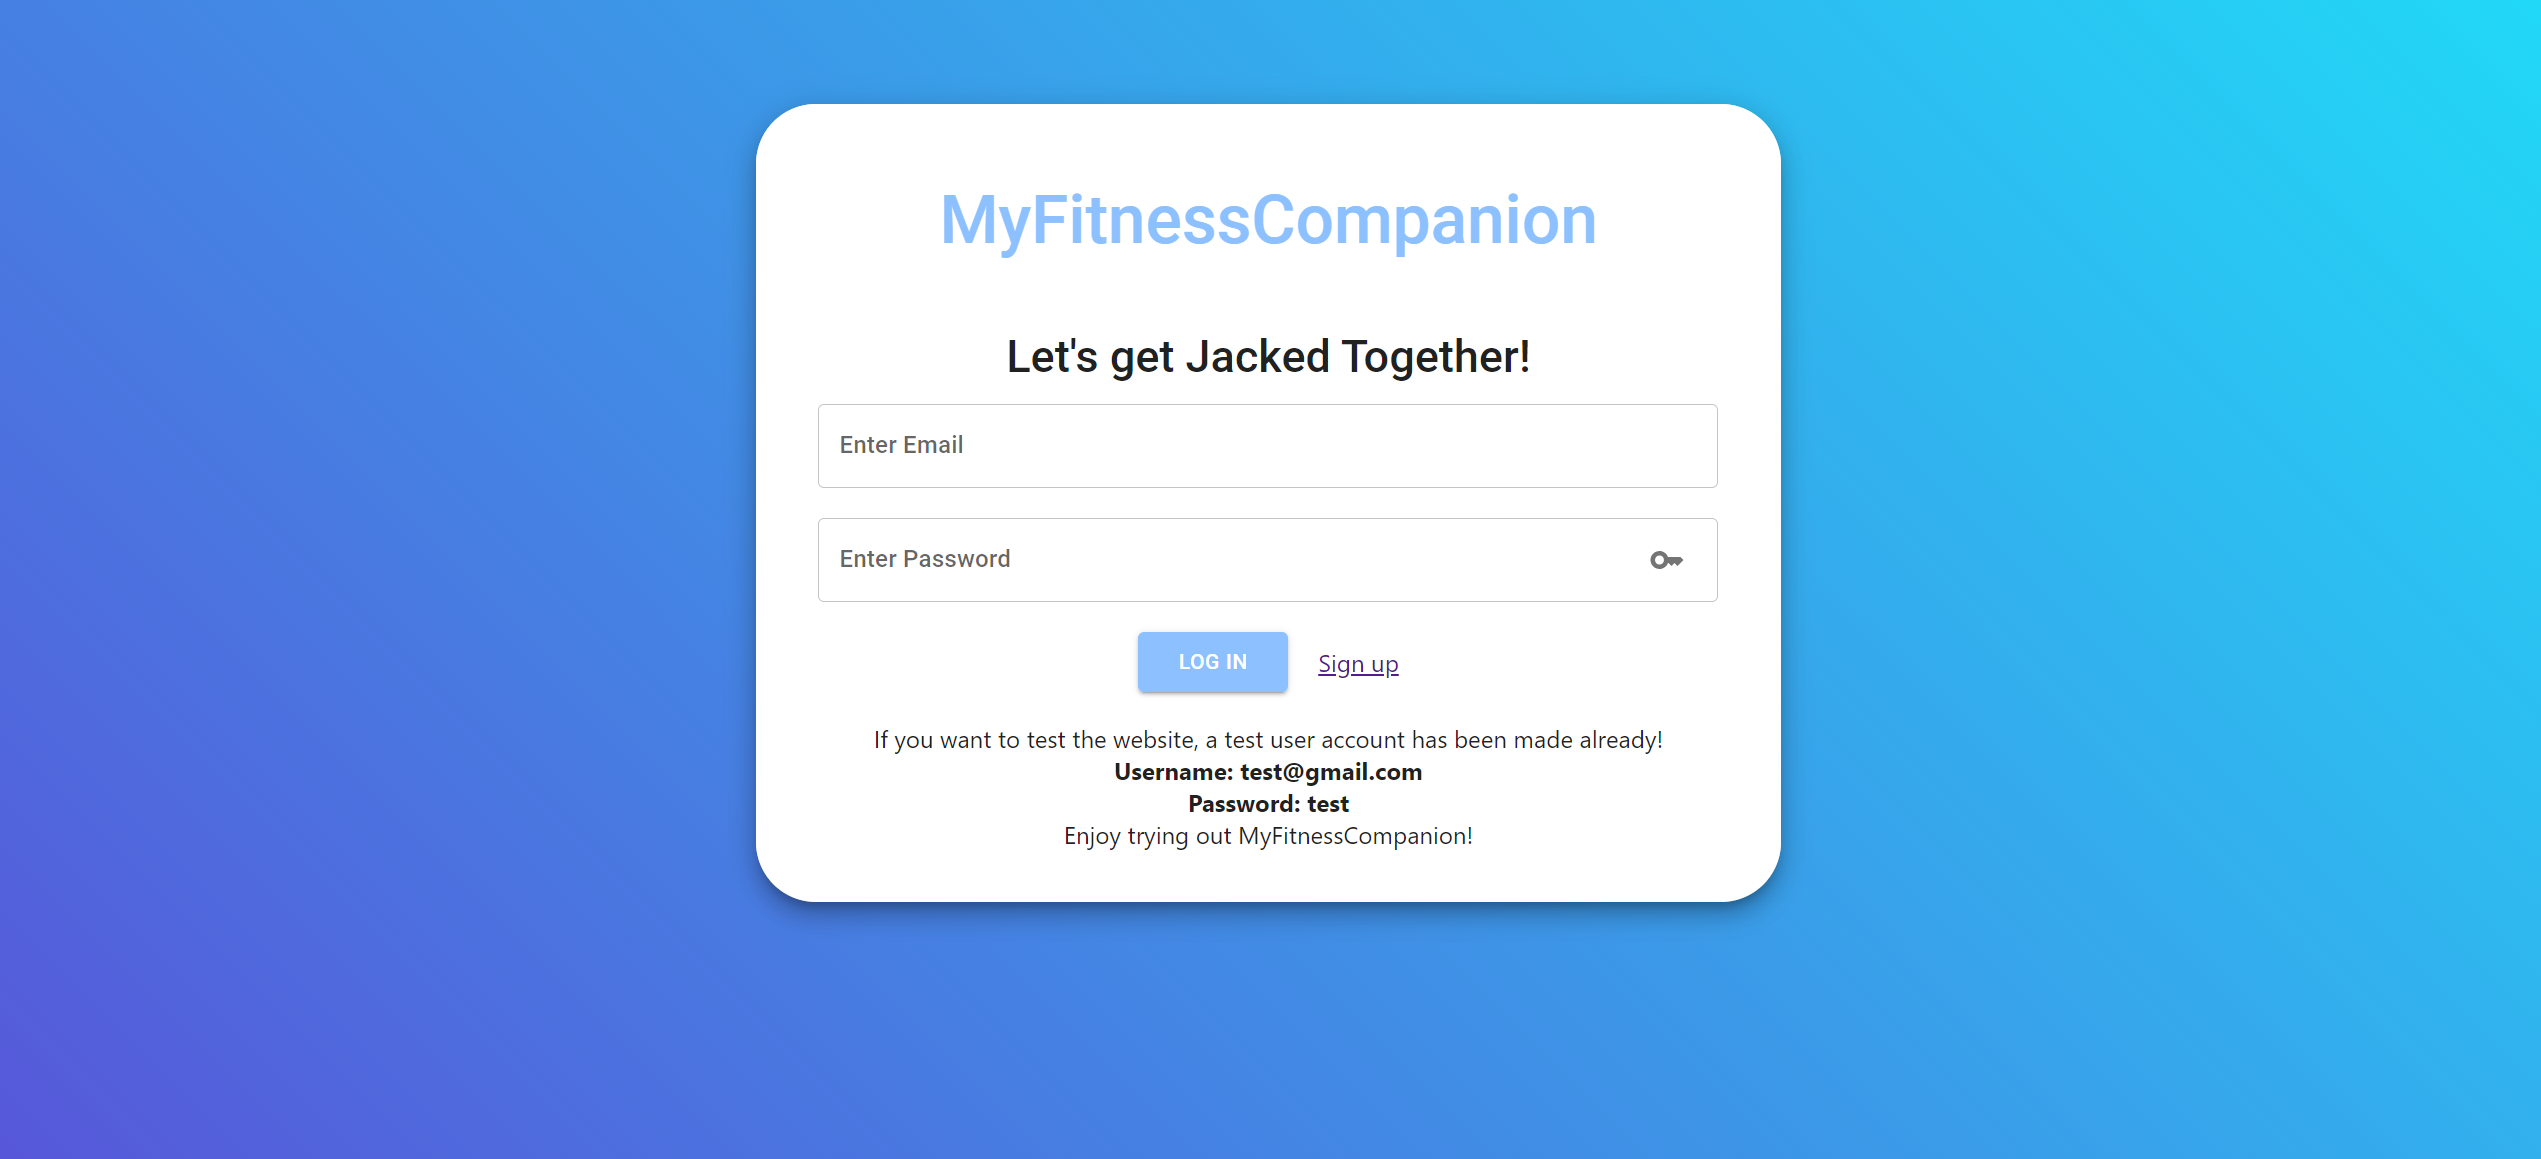 MyFitnessCompanion
Let's get Jacked Together!
Enter Email
Enter Password
LOG IN
Sign up
If you want to test the website, a test user account has been made already!
Username: test@gmail.com
Password: test
Enjoy trying out MyFitnessCompanion!